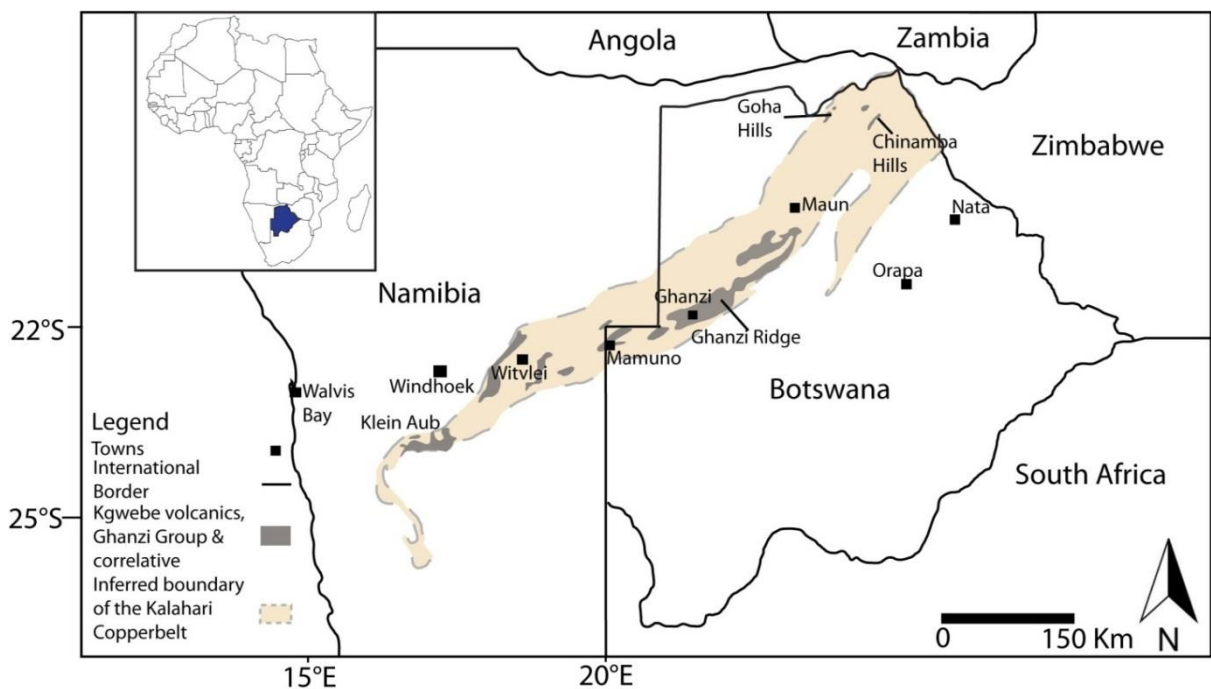 Angola
Zambia
Goha
Hills
Chinamba
Hills
Zimbabwe
Maun
Nata
Orapa
Namibia
Ghanzi
22°S
Ghanzi Ridge
Mamuno
Witvlei
Windhoek
Walvis
Bay
Botswana
Klein Aub
Legend
Towns
International
Border
Kgwebe volcanics,
Ghanzi Group &
correlative
Inferred boundary
of the Kalahari
Copperbelt
South Africa
25°S
0 150 Km
N
15°E
20°E